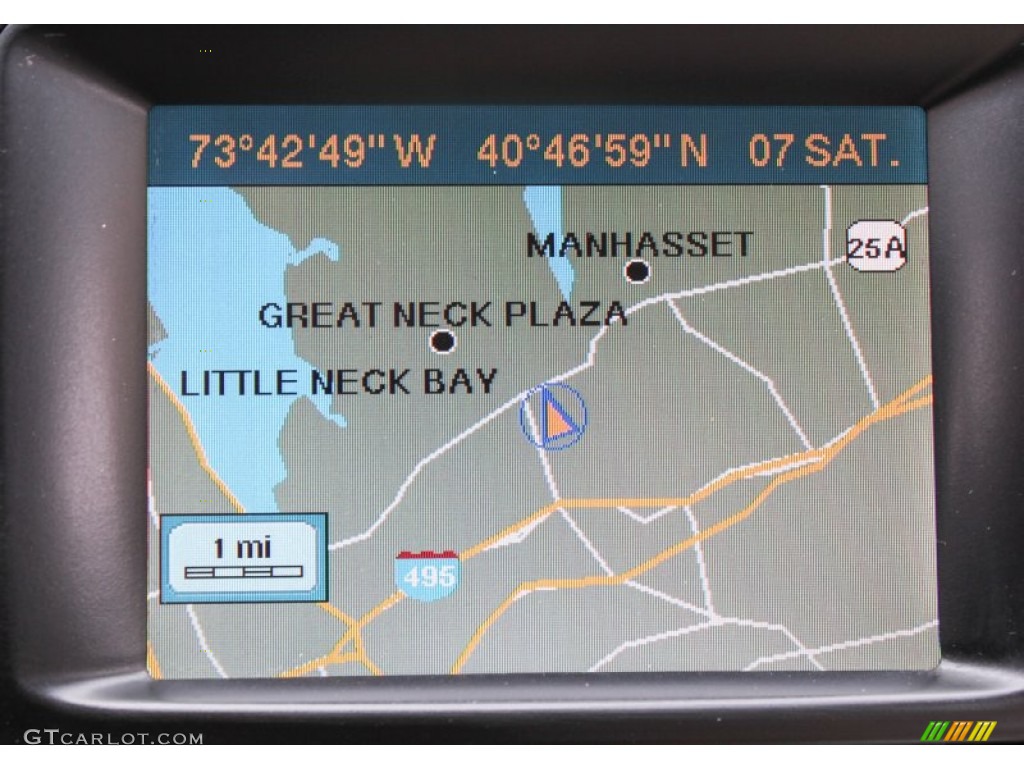 73°42'49"W 40°46'59"N 07 SAT.
MANHASSET
25A
GREAT NECK PLAZA
LITTLE NECK BAY
1 mi
495
GTCARLOT.COM